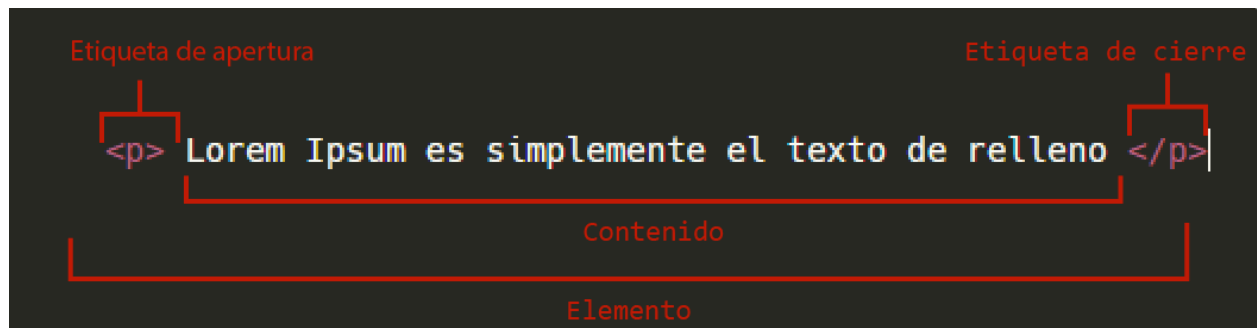 Etiqueta de apertura
Etiqueta de cierre
<p> Lorem Ipsum es simplemente el texto de relleno </p>
Contenido
Elemento